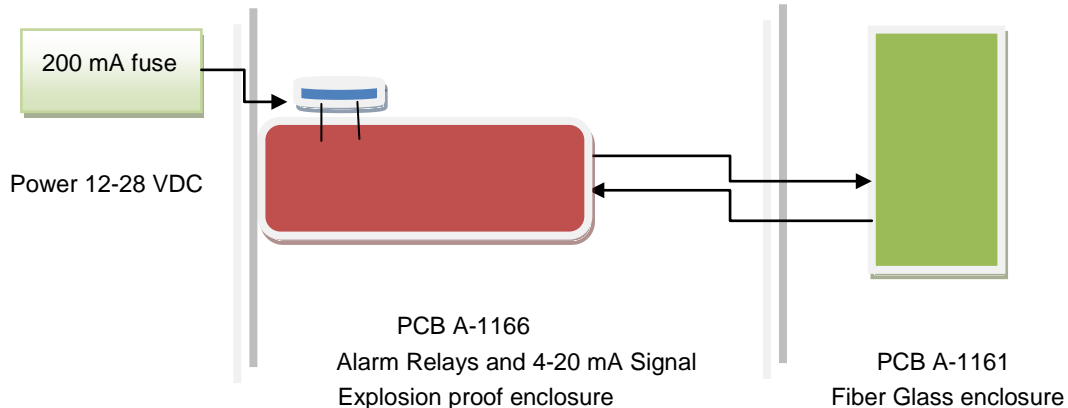 200 mA fuse
Power 12-28 VDC
PCB A-1166
Alarm Relays and 4-20 mA Signal
Explosion proof enclosure
PCB A-1161
Fiber Glass enclosure